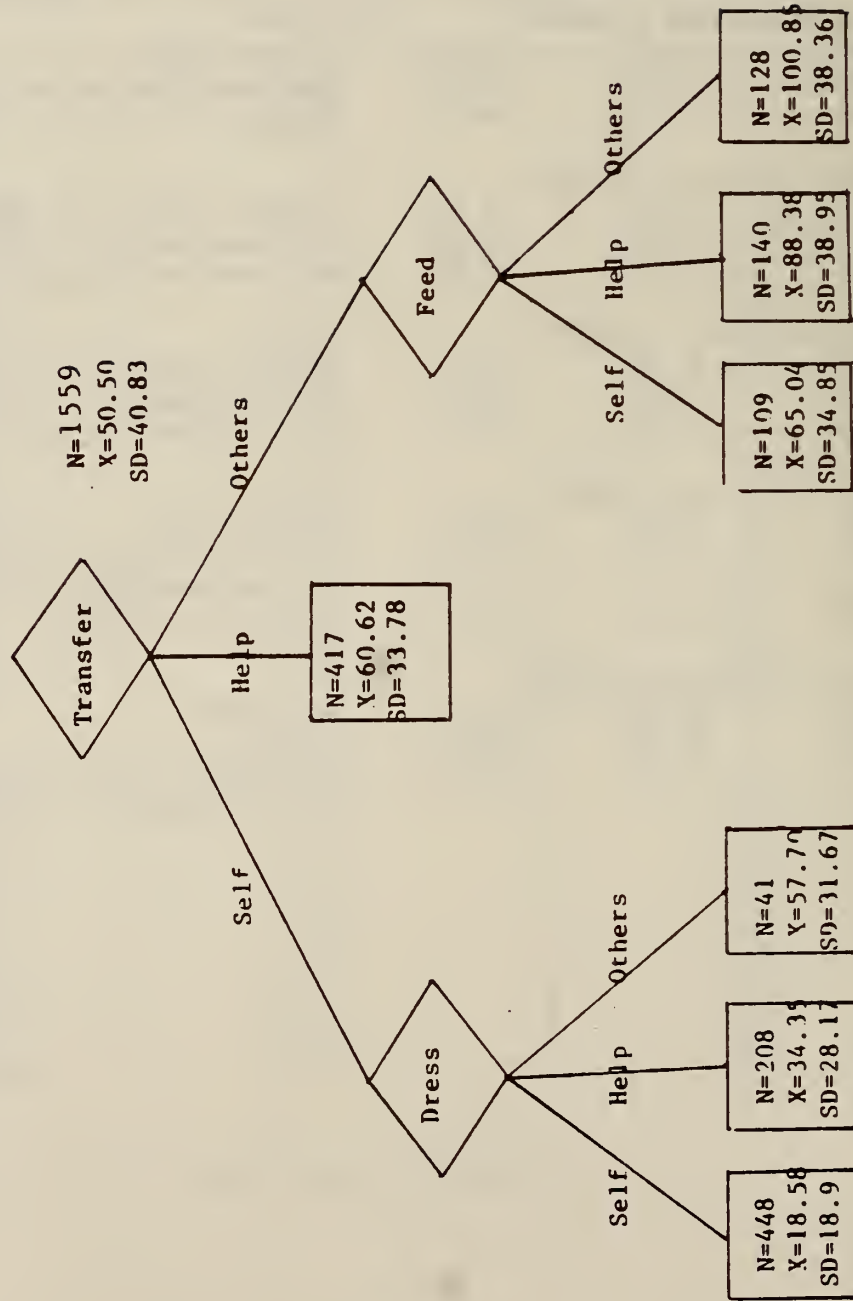 Transfer
N=1559
X=50.50
SD=40.83
Self
Help
Others
N=417
X=60.62
SD=33.78
Dress
Feed
Self
Help
Others
Self
Help
Others
N=448
X=18.58
SD=18.9
N=208
X=34.35
SD=28.17
N=41
X=57.70
SD=31.67
N=109
X=65.04
SD=34.85
N=140
X=88.38
SD=38.95
N=128
X=100.85
SD=38.36